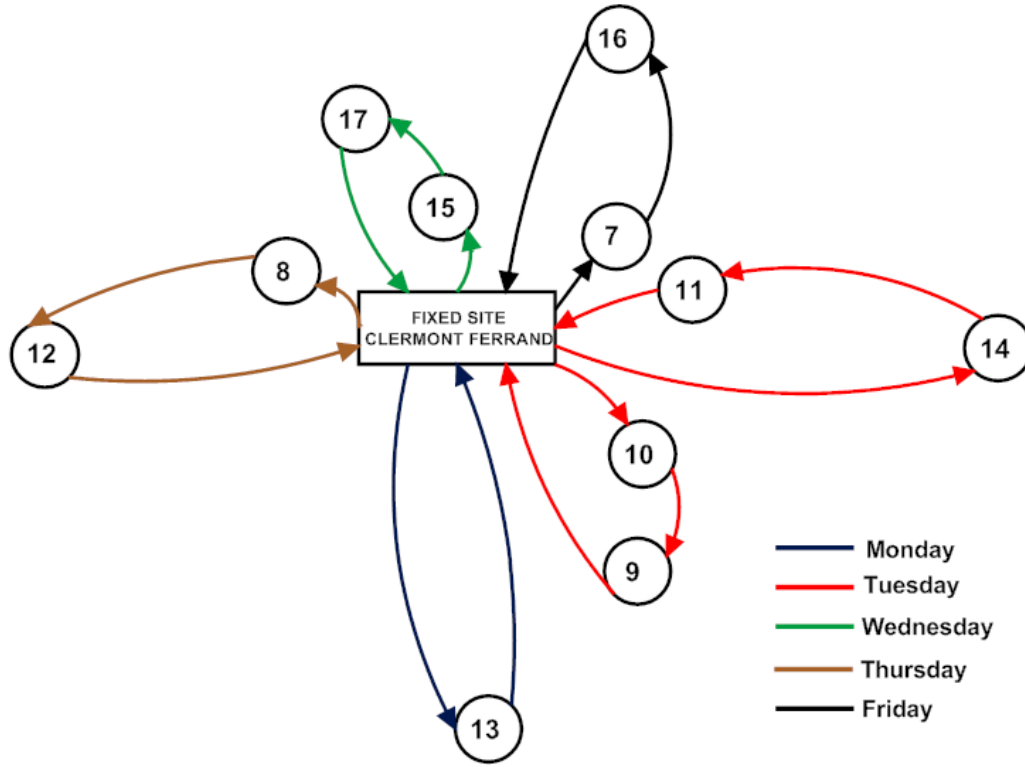 16
17
15
7
8
11
FIXED SITE
CLERMONT FERRAND
12
14
10
9
13
Monday
Tuesday
Wednesday
Thursday
Friday